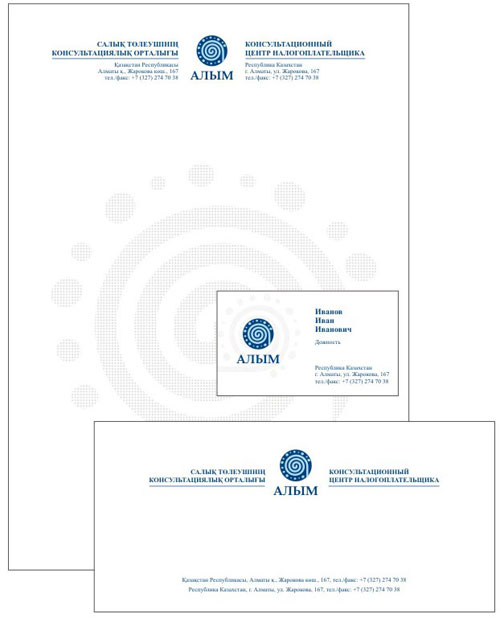 САЛЫҚ ТӨЛЕУШІНІҢ
КОНСУЛЬТАЦИЯЛЫҚ ОРТАЛЫҒЫ
Қазақстан Республикасы
Алматы қ., Жарокова көш., 167
тел./факс: +7 (327) 274 70 38
АЛЫМ
КОНСУЛЬТАЦИОННЫЙ
ЦЕНТР НАЛОГОПЛАТЕЛЬЩИКА
Республика Казахстан
г. Алматы, ул. Жарокова, 167
тел./факс: +7 (327) 274 70 38
АЛЫМ
Иванов
Иван
Иванович
Должность
Республика Казахстан
г. Алматы, ул. Жарокова, 167
тел./факс: +7 (327) 274 70 38
САЛЫҚ ТӨЛЕУШІНІҢ
КОНСУЛЬТАЦИЯЛЫҚ ОРТАЛЫҒЫ
АЛЫМ
КОНСУЛЬТАЦИОННЫЙ
ЦЕНТР НАЛОГОПЛАТЕЛЬЩИКА
Қазақстан Республикасы, Алматы қ., Жарокова көш., 167, тел./факс: +7 (327) 274 70 38
Республика Казахстан, г. Алматы, ул. Жарокова, 167, тел./факс: +7 (327) 274 70 38